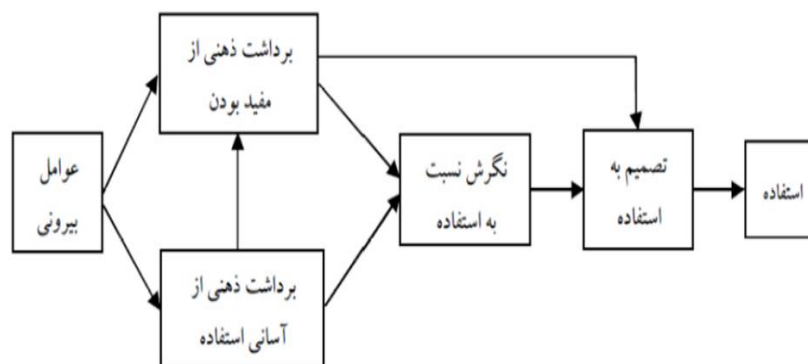 برداشت ذهنی از
مفید بودن
عوامل
بیرونی
برداشت ذهنی از
آسانی استفاده
نگرش نسبت
به استفاده
تصمیم به
استفاده
استفاده